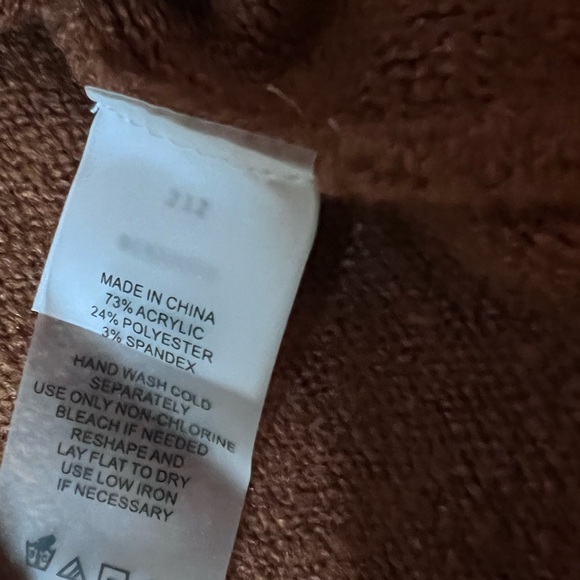 MADE IN CHINA
73% ACRYLIC
24% POLYESTER
3% SPANDEX
HAND WASH COLD
SEPARATELY
USE ONLY NON-CHLORINE
BLEACH IF NEEDED
RESHAPE AND
LAY FLAT TO DRY
USE LOW IRON
IF NECESSARY